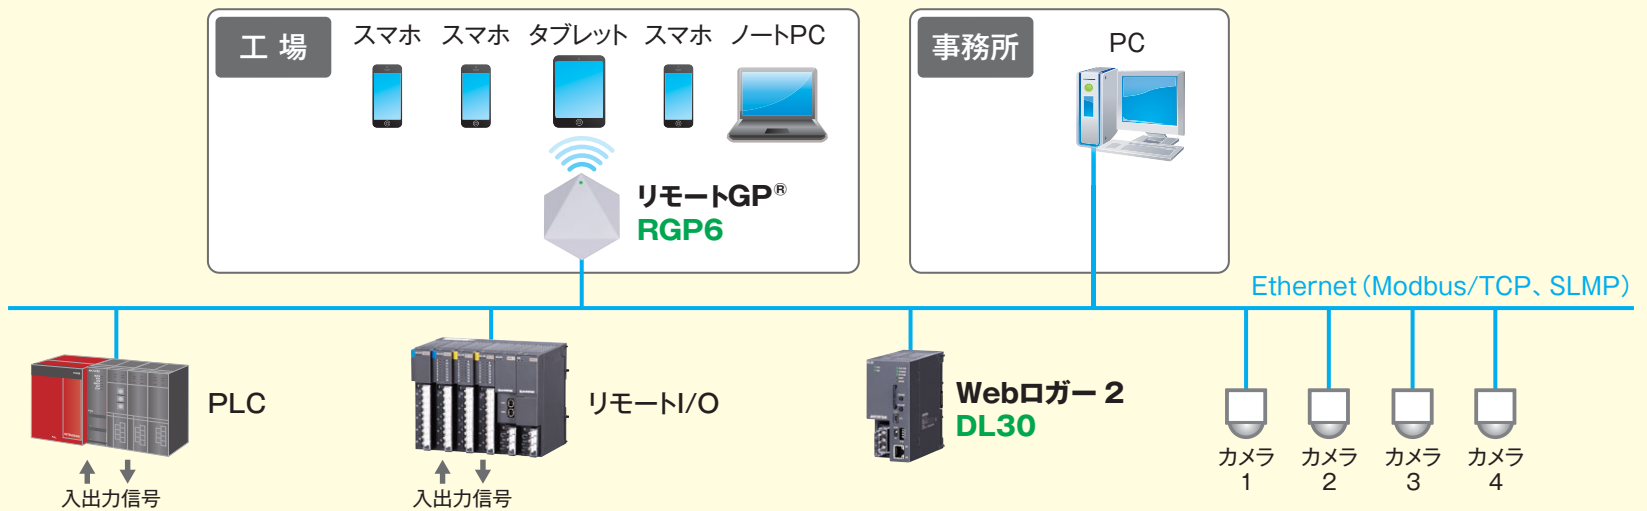 工場
スマホ スマホ タブレット スマホ ノートPC
リモートGP®
RGP6
事務所
PC
Ethernet（Modbus/TCP、SLMP）
PLC
入出力信号
リモートI/O
入出力信号
Webロガー 2
DL30
カメラ
1
カメラ
2
カメラ
3
カメラ
4